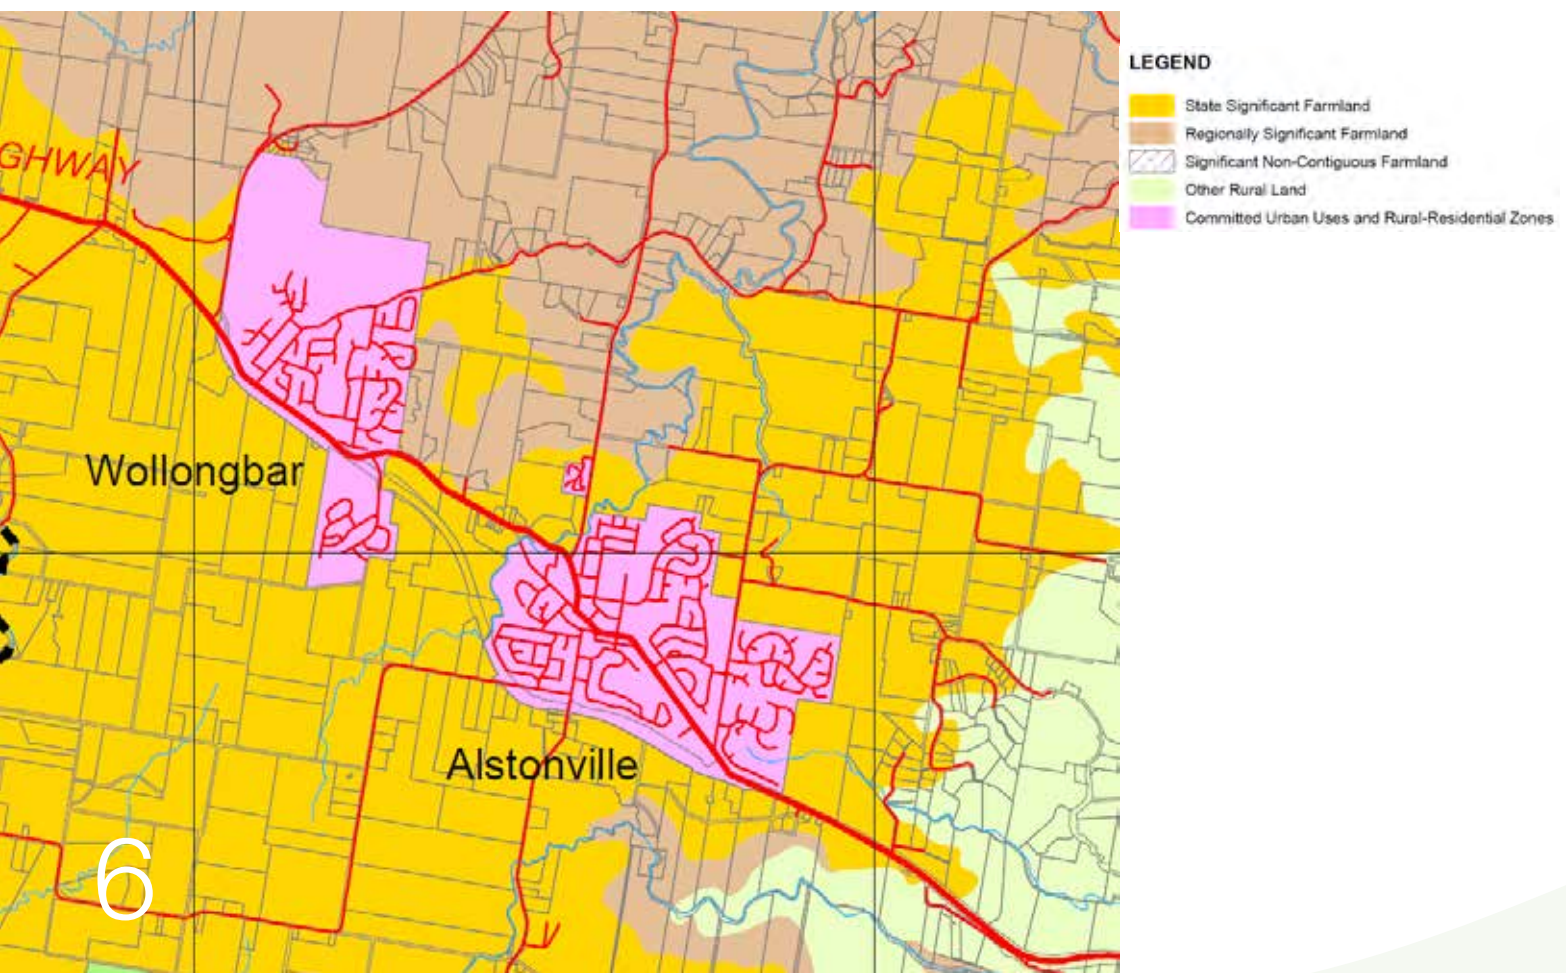 GHWAY
Wollongbar
Alstonville
6
LEGEND
State Significant Farmland
Regionally Significant Farmland
Significant Non-Contiguous Farmland
Other Rural Land
Committed Urban Uses and Rural-Residential Zones